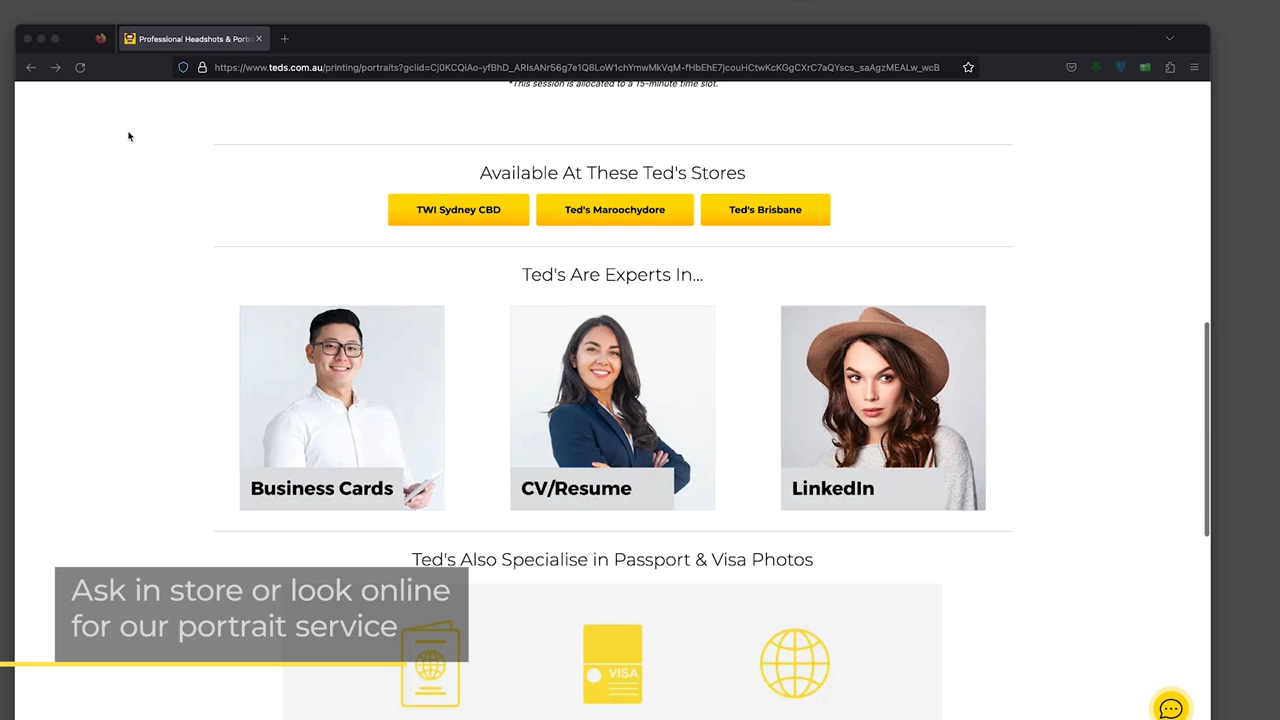 Professional Headshots & Portr
https://www.teds.com.au/printing/portraits?gclid=Cj0KCQiAo-yfBhD_ARIsANr56g7e1Q8LoW1chYmwMkVqM-fHbEhE7jcouHCtwKcKGgCXrC7aQYscs_saAgzMEALw_wcB
*This session is allocated to a 15-minute time slot.
Available At These Ted's Stores
TWI Sydney CBD
Ted's Maroochydore
Ted's Brisbane
Ted's Are Experts In...
Business Cards
CV/Resume
LinkedIn
Ted's Also Specialise in Passport & Visa Photos
Ask in store or look online
for our portrait service
VISA